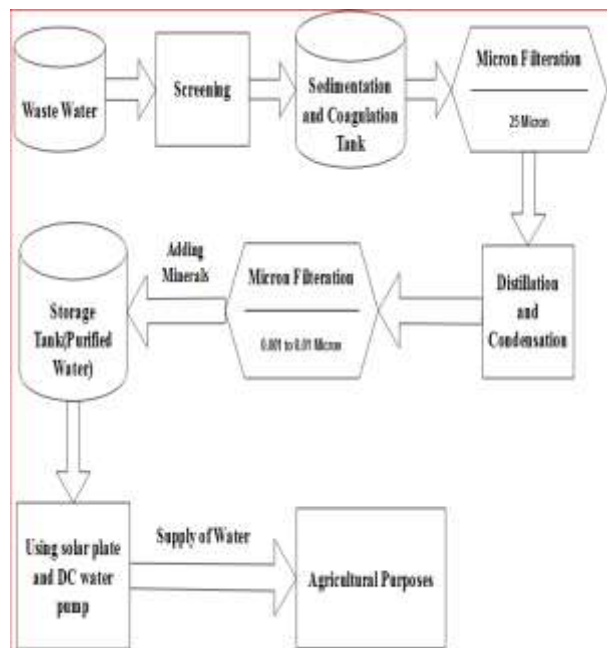 Waste Water
Screening
Sedimentation
and Coagulation
Tank
Micron Filteration
25 Micron
Distillation
and
Condensation
Micron Filteration
0.001 to 0.01 Micron
Adding
Minerals
Storage
Tank(Purified
Water)
Using solar plate
and DC water
pump
Supply of Water
Agricultural Purposes